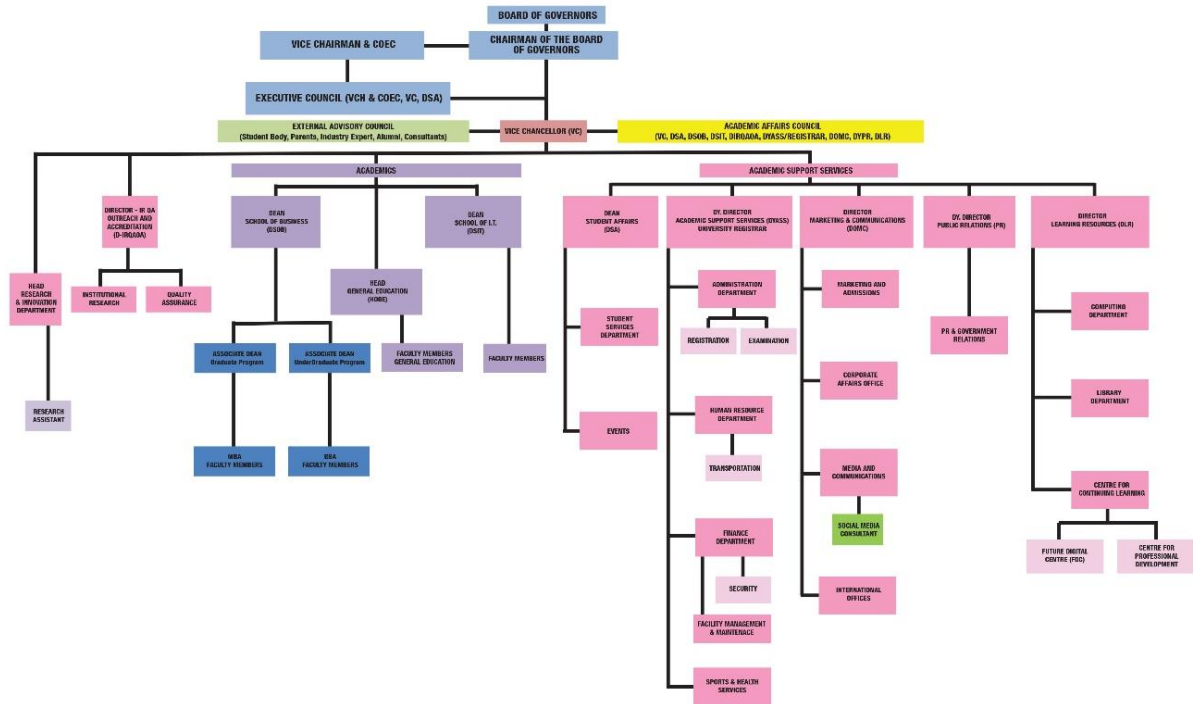 BOARD OF GOVERNORS
VICE CHAIRMAN & COEC
CHAIRMAN OF THE BOARD
OF GOVERNORS
EXECUTIVE COUNCIL (VCH & COEC, VC, DSA)
EXTERNAL ADVISORY COUNCIL
(Student Body, Parents, Industry Expert, Alumni, Consultants)
VICE CHANCELLOR (VC)
ACADEMIC AFFAIRS COUNCIL
(VC, DSA, DSOB, DSIT, DIRQAOA, DYASS/REGISTRAR, DOMC, DYPR, DLR)
ACADEMICS
ACADEMIC SUPPORT SERVICES
DIRECTOR - IR QA
OUTREACH AND
ACCREDITATION
(D-IRQAOA)
DEAN
SCHOOL OF BUSINESS
(DSOB)
DEAN
SCHOOL OF I.T.
(DSIT)
DEAN
STUDENT AFFAIRS
(DSA)
DY. DIRECTOR
ACADEMIC SUPPORT SERVICES (DYASS)
UNIVERSITY REGISTRAR
DIRECTOR
MARKETING & COMMUNICATIONS
(DOMC)
DY. DIRECTOR
PUBLIC RELATIONS (PR)
DIRECTOR
LEARNING RESOURCES (DLR)
HEAD
RESEARCH
& INNOVATION
DEPARTMENT
INSTITUTIONAL
RESEARCH
QUALITY
ASSURANCE
HEAD
GENERAL EDUCATION
(HOGE)
ADMINISTRATION
DEPARTMENT
MARKETING AND
ADMISSIONS
COMPUTING
DEPARTMENT
STUDENT
SERVICES
DEPARTMENT
REGISTRATION
EXAMINATION
PR & GOVERNMENT
RELATIONS
ASSOCIATE DEAN
Graduate Program
ASSOCIATE DEAN
UnderGraduate Program
FACULTY MEMBERS
GENERAL EDUCATION
FACULTY MEMBERS
CORPORATE
AFFAIRS OFFICE
LIBRARY
DEPARTMENT
RESEARCH
ASSISTANT
HUMAN RESOURCE
DEPARTMENT
EVENTS
MBA
FACULTY MEMBERS
BBA
FACULTY MEMBERS
TRANSPORTATION
MEDIA AND
COMMUNICATIONS
CENTRE FOR
CONTINUING LEARNING
SOCIAL MEDIA
CONSULTANT
FINANCE
DEPARTMENT
FUTURE DIGITAL
CENTRE (FDC)
CENTRE FOR
PROFESSIONAL
DEVELOPMENT
SECURITY
INTERNATIONAL
OFFICES
FACILITY MANAGEMENT
& MAINTENACE
SPORTS & HEALTH
SERVICES